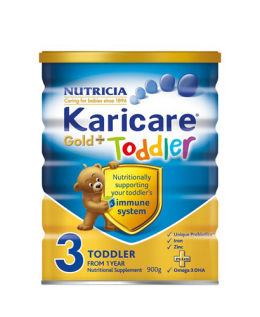 NUTRICIA
Caring for babies since 1896
Karicare®
Gold+
Toddler
Nutritionally
supporting
your toddler's
immune
system
3
TODDLER
FROM 1 YEAR
Nutritional Supplement
900g
✓ Unique Prebiotics
✓ Iron
✓ Zinc
+
✓ Omega 3 DHA